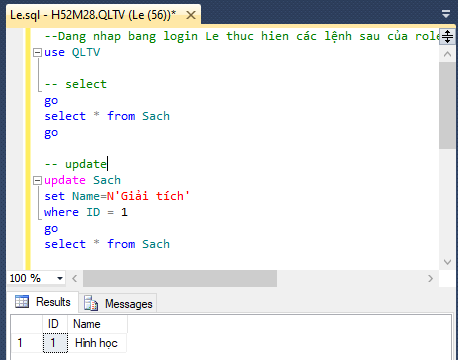 Le.sql - H52M28.QLTV (Le (56))*
--Dang nhap bang login Le thuc hien các lệnh sau của role
use QLTV
-- select
go
select * from Sach
go
-- update
update Sach
set Name=N'Giải tích'
where ID = 1
go
select * from Sach
100 %
Results Messages
ID Name
1 1 Hình học